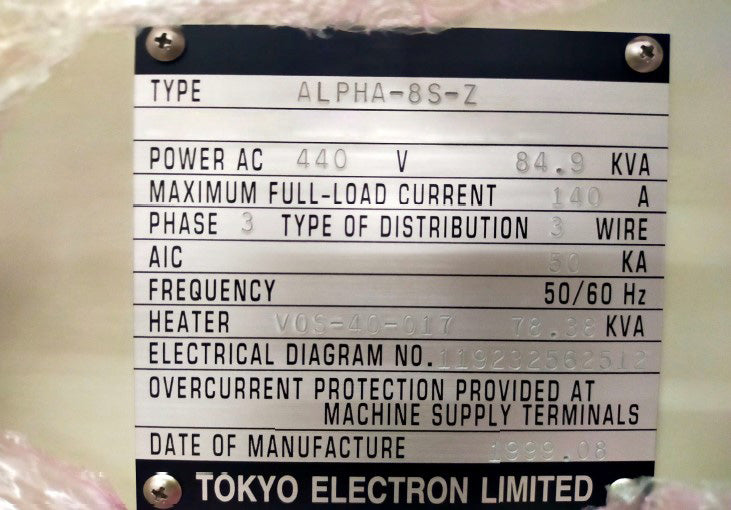 TYPE ALPHA-8S-Z
POWER AC 440 V 84.9 KVA
MAXIMUM FULL-LOAD CURRENT 140 A
PHASE 3 TYPE OF DISTRIBUTION 3 WIRE
AIC 50 KA
FREQUENCY 50/60 Hz
HEATER VOS-40-017 78.38 KVA
ELECTRICAL DIAGRAM NO. 119232562512
OVERCURRENT PROTECTION PROVIDED AT
MACHINE SUPPLY TERMINALS
DATE OF MANUFACTURE 1999.08
TOKYO ELECTRON LIMITED